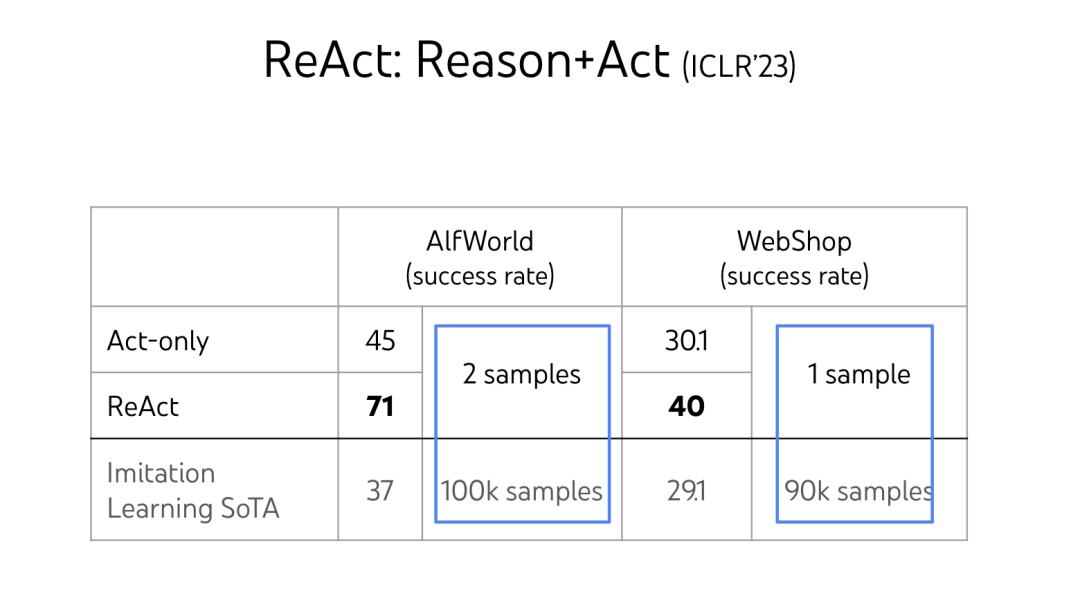 ReAct: Reason+Act (ICLR’23)
AlfWorld
(success rate)
WebShop
(success rate)
Act-only 45 30.1
2 samples 1 sample
ReAct 71 40
Imitation
Learning SoTA 37 100k samples 29.1 90k samples